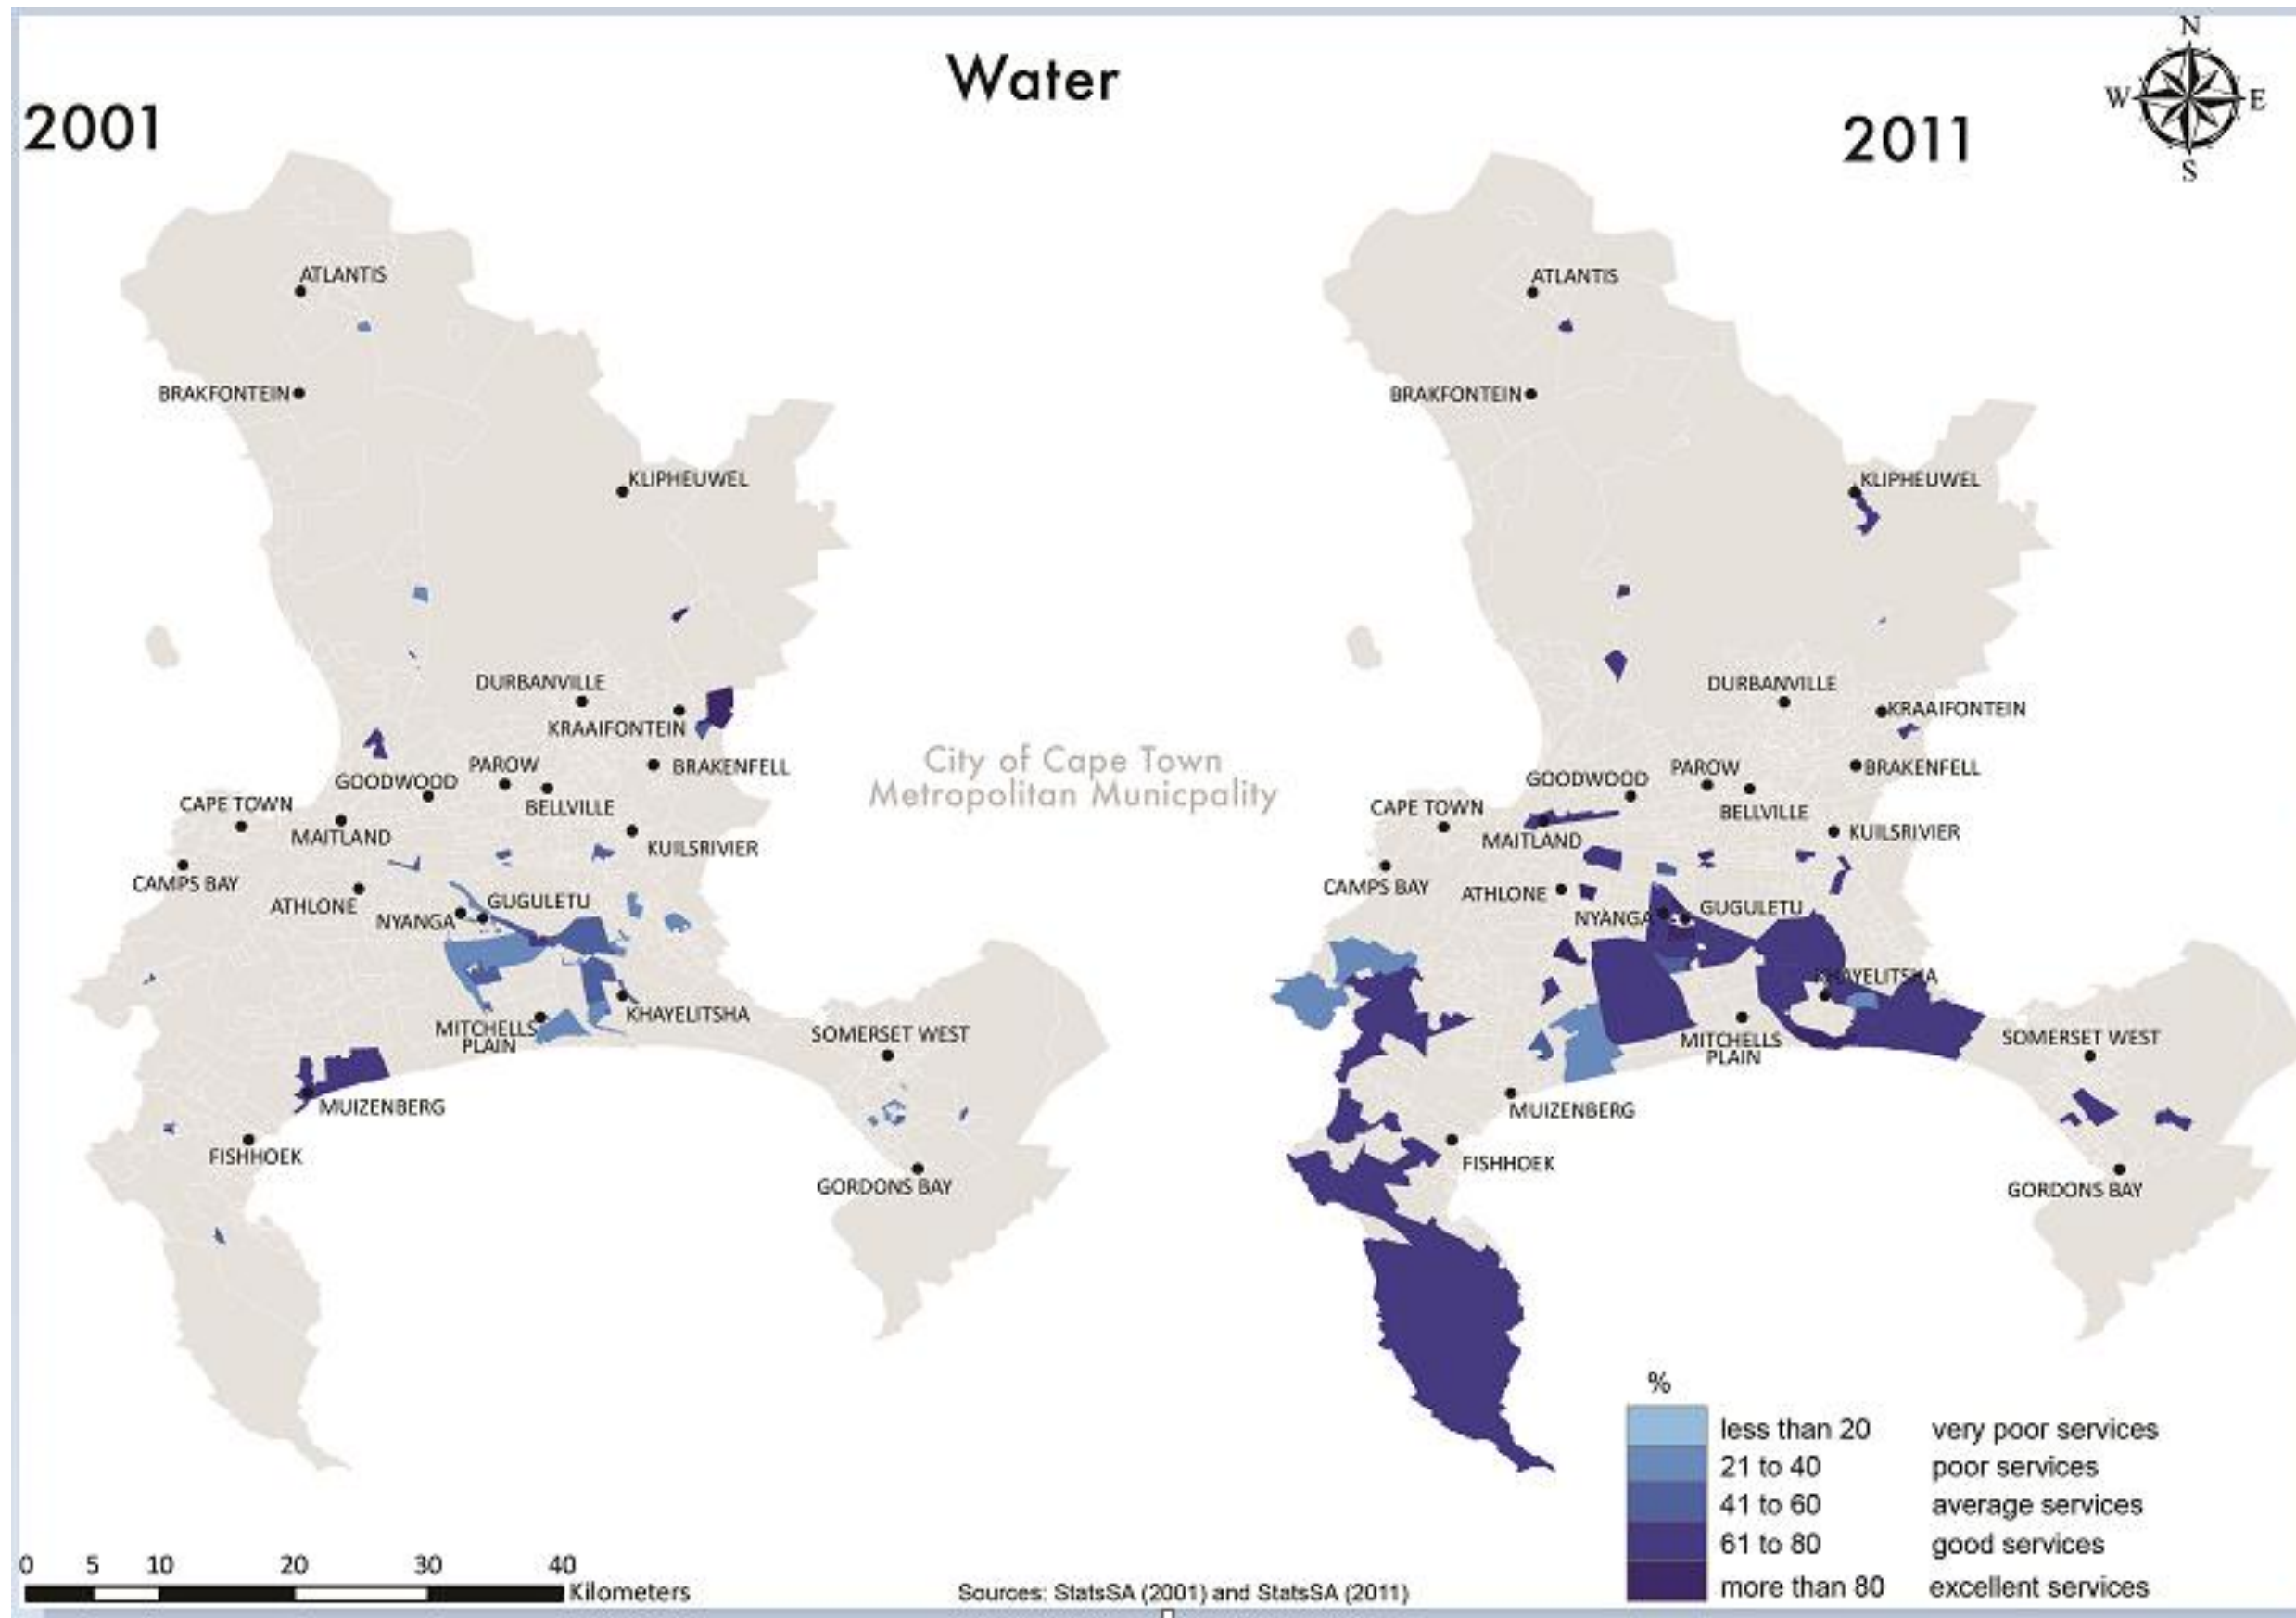 Water
2001
2011
N
W
E
S
ATLANTIS
BRAKFONTEIN
KLIPHEUWEL
DURBANVILLE
KRAAIFONTEIN
PAROW
BRAKENFELL
GOODWOOD
BELLVILLE
CAPE TOWN
MAITLAND
KUILSRIVIER
CAMPS BAY
ATHLONE
GUGULETU
NYANGA
KHAYELITSHA
MITCHELLS
PLAIN
SOMERSET WEST
MUIZENBERG
FISHHOEK
GORDONS BAY
City of Cape Town
Metropolitan Municpality
ATLANTIS
BRAKFONTEIN
KLIPHEUWEL
DURBANVILLE
KRAAIFONTEIN
PAROW
BRAKENFELL
GOODWOOD
BELLVILLE
CAPE TOWN
MAITLAND
KUILSRIVIER
CAMPS BAY
ATHLONE
GUGULETU
NYANGA
KHAYELITSHA
MITCHELLS
PLAIN
SOMERSET WEST
MUIZENBERG
FISHHOEK
GORDONS BAY
%
less than 20 very poor services
21 to 40 poor services
41 to 60 average services
61 to 80 good services
more than 80 excellent services
0 5 10 20 30 40
Kilometers
Sources: StatsSA (2001) and StatsSA (2011)